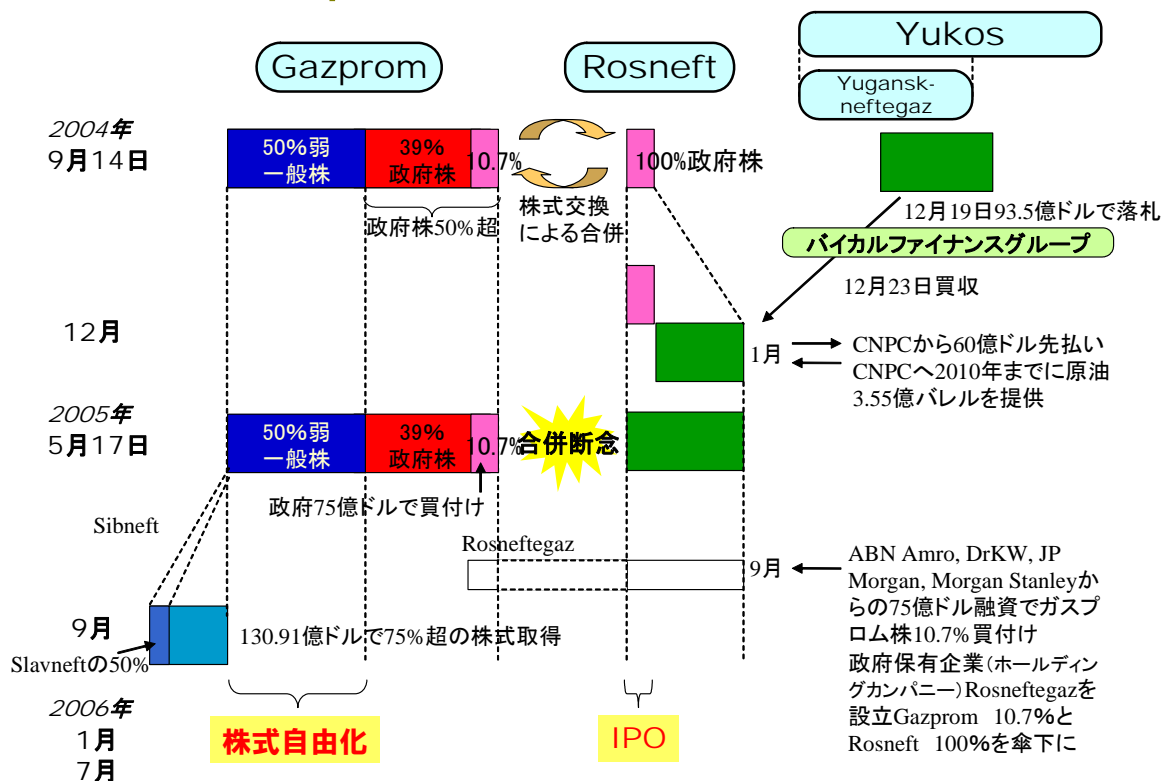 Gazprom
Rosneft
Yukos
Yugansk-
neftegaz
2004年
9月14日
50%弱
一般株
39%
政府株
10.7%
100%政府株
政府株50%超
株式交換
による合併
12月19日93.5億ドルで落札
バイカルファイナンスグループ
12月23日買収
12月
1月
CNPCから60億ドル先払い
CNPCへ2010年までに原油
3.55億バレルを提供
2005年
5月17日
50%弱
一般株
39%
政府株
10.7%
合併断念
政府75億ドルで買付け
Sibneft
Rosneftegaz
9月
ABN Amro, DrKW, JP
Morgan, Morgan Stanleyか
らの75億ドル融資でガスプ
ロム株10.7%買付け
政府保有企業(ホールディン
グカンパニー)Rosneftegazを
設立Gazprom 10.7%と
Rosneft 100%を傘下に
9月
130.91億ドルで75%超の株式取得
Slavneftの50%
2006年
1月
7月
株式自由化
IPO